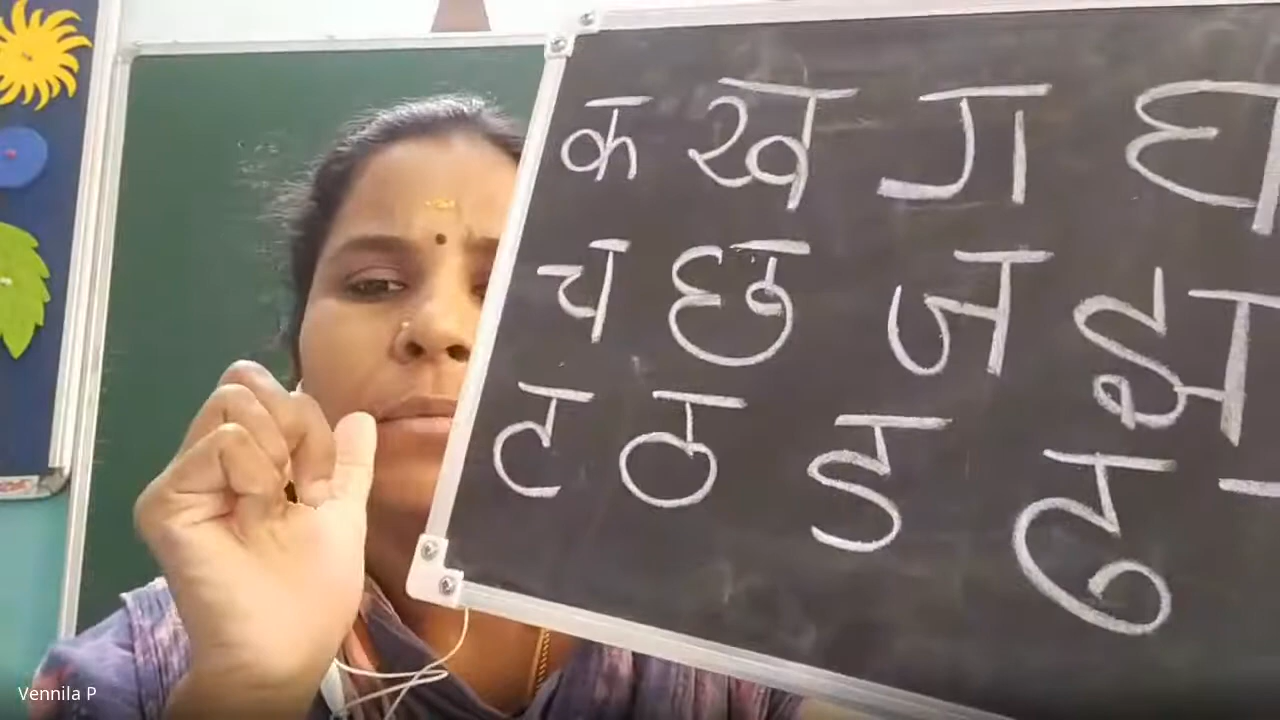 क ख ग घ
च छ ज झ
ट ठ ड ढ
Vennila P